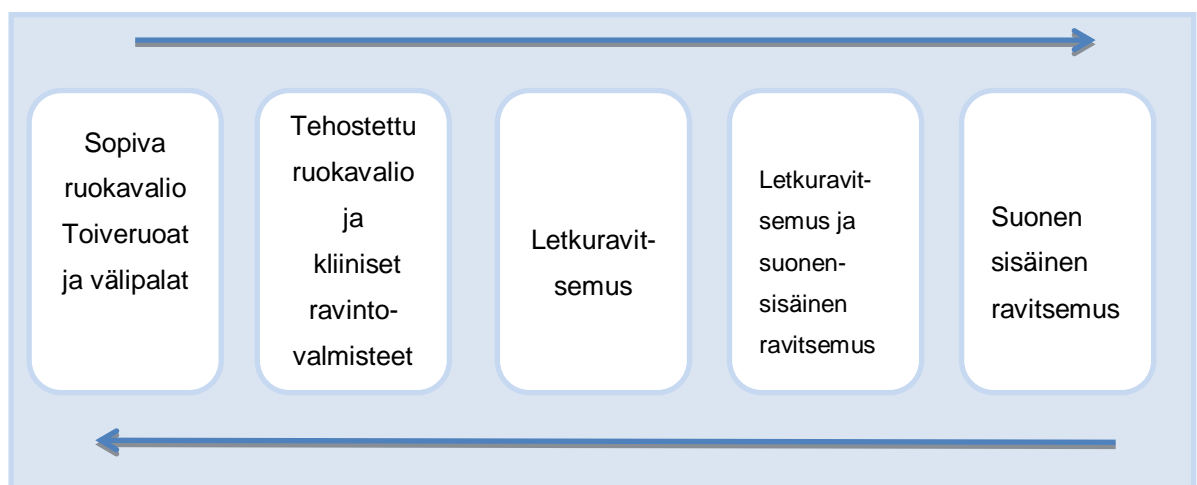 Sopiva
ruokavalio
Toiveruoat
ja välipalat
Tehostettu
ruokavalio
ja
kliiniset
ravinto-
valmisteet
Letkuravit-
semus
Letkuravit-
semus ja
suonen-
sisäinen
ravitsemus
Suonen
sisäinen
ravitsemus